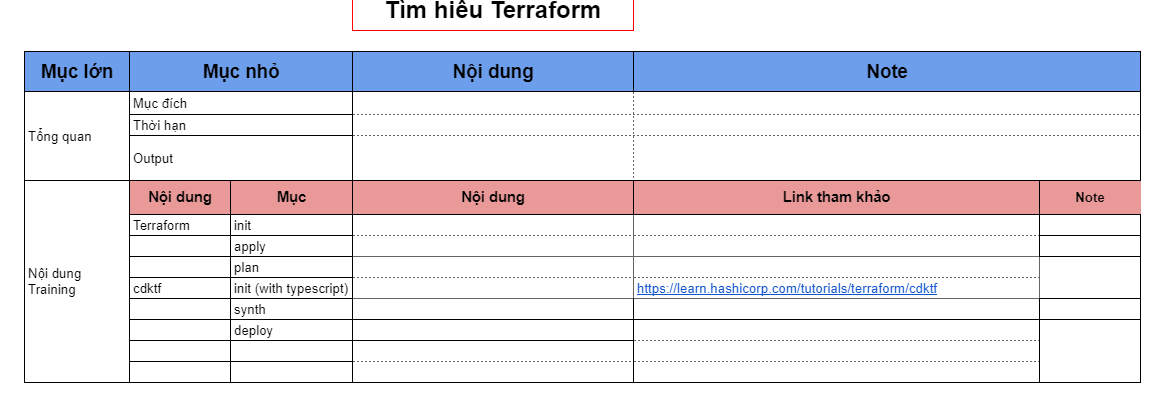 Tìm hiểu Terraform
Mục lớn Mục nhỏ Nội dung Note
Tổng quan
Mục đích
Thời hạn
Output
Nội dung Training
Nội dung Mục Nội dung Link tham khảo Note
Terraform init
apply
plan
cdktf init (with typescript) https://learn.hashicorp.com/tutorials/terraform/cdktf
synth
deploy